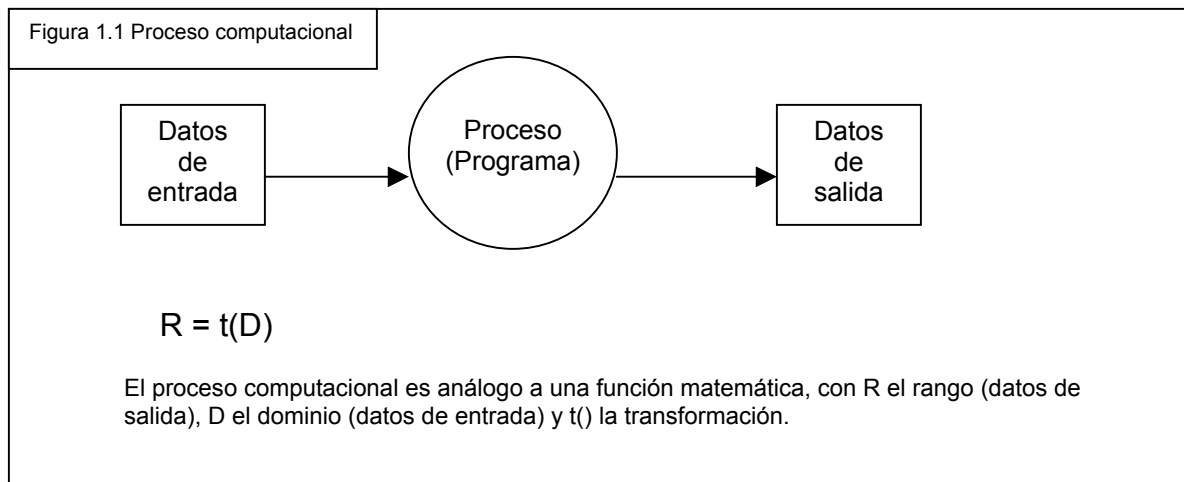 Figura 1.1 Proceso computacional
Datos
de
entrada
Proceso
(Programa)
Datos
de
salida
R = t(D)
El proceso computacional es análogo a una función matemática, con R el rango (datos de
salida), D el dominio (datos de entrada) y t() la transformación.